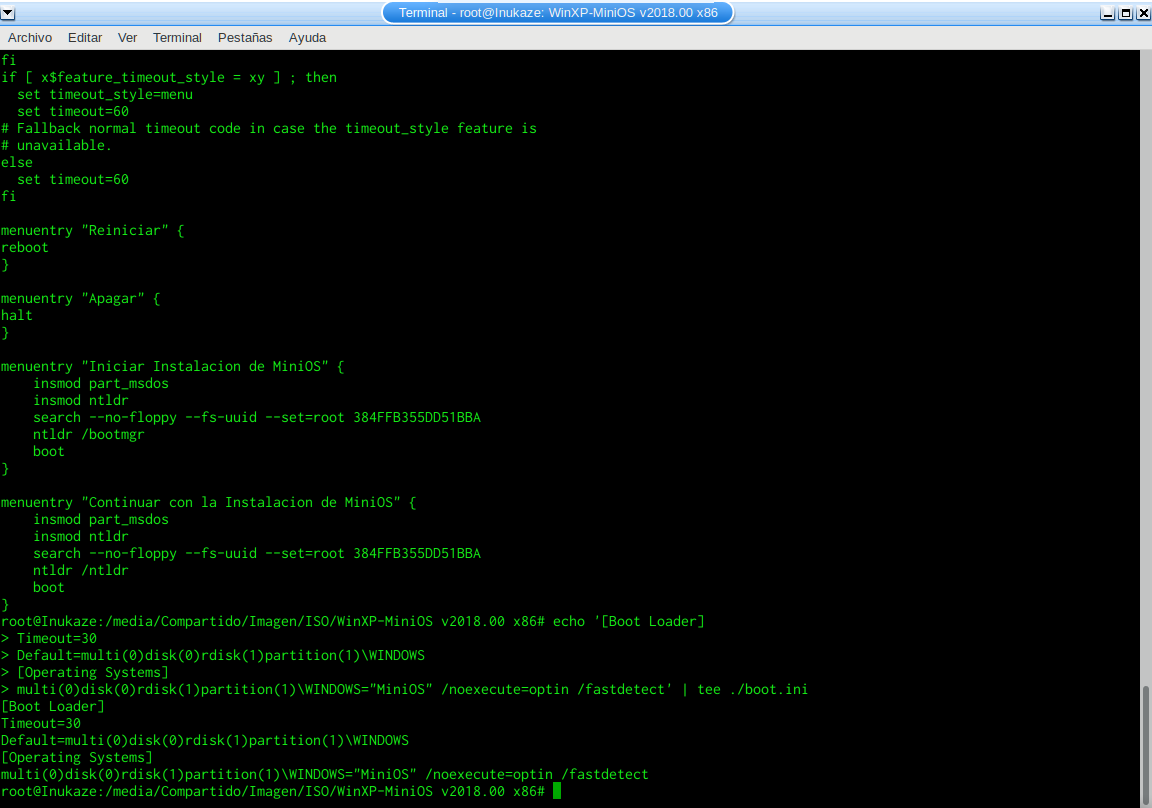 Terminal - root@Inukaze: WinXP-MiniOS v2018.00 x86
Archivo Editar Ver Terminal Pestañas Ayuda
fi
if [ x$feature_timeout_style = xy ] ; then
  set timeout_style=menu
  set timeout=60
# Fallback normal timeout code in case the timeout_style feature is
# unavailable.
else
  set timeout=60
fi

menuentry "Reiniciar" {
reboot
}

menuentry "Apagar" {
halt
}

menuentry "Iniciar Instalacion de MiniOS" {
    insmod part_msdos
    insmod ntldr
    search --no-floppy --fs-uuid --set=root 384FFB355DD51BBA
    ntldr /bootmgr
    boot
}

menuentry "Continuar con la Instalacion de MiniOS" {
    insmod part_msdos
    insmod ntldr
    search --no-floppy --fs-uuid --set=root 384FFB355DD51BBA
    ntldr /ntldr
    boot
}
root@Inukaze:/media/Compartido/Imagen/ISO/WinXP-MiniOS v2018.00 x86# echo '[Boot Loader]
> Timeout=30
> Default=multi(0)disk(0)rdisk(1)partition(1)\WINDOWS
> [Operating Systems]
> multi(0)disk(0)rdisk(1)partition(1)\WINDOWS="MiniOS" /noexecute=optin /fastdetect' | tee ./boot.ini
[Boot Loader]
Timeout=30
Default=multi(0)disk(0)rdisk(1)partition(1)\WINDOWS
[Operating Systems]
multi(0)disk(0)rdisk(1)partition(1)\WINDOWS="MiniOS" /noexecute=optin /fastdetect
root@Inukaze:/media/Compartido/Imagen/ISO/WinXP-MiniOS v2018.00 x86#